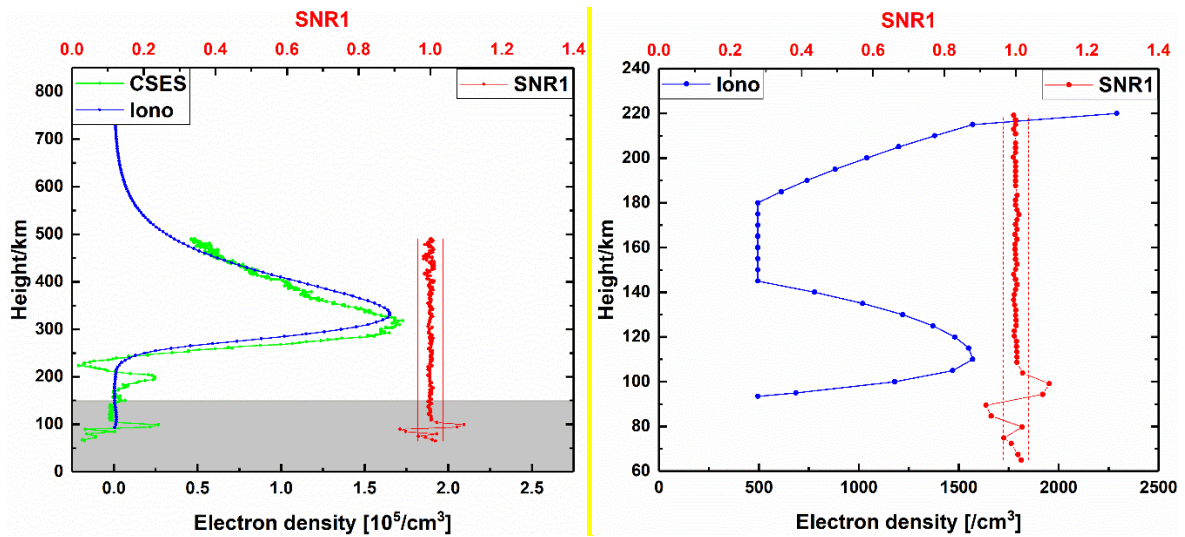 SNR1
0.0 0.2 0.4 0.6 0.8 1.0 1.2 1.4
CSES
Iono
SNR1
800
700
600
500
400
300
200
100
0
Height/km
0.0 0.5 1.0 1.5 2.0 2.5
Electron density [10⁵/cm³]
SNR1
0.0 0.2 0.4 0.6 0.8 1.0 1.2 1.4
Iono
SNR1
240
220
200
180
160
140
120
100
80
60
Height/km
0 500 1000 1500 2000 2500
Electron density [/cm³]